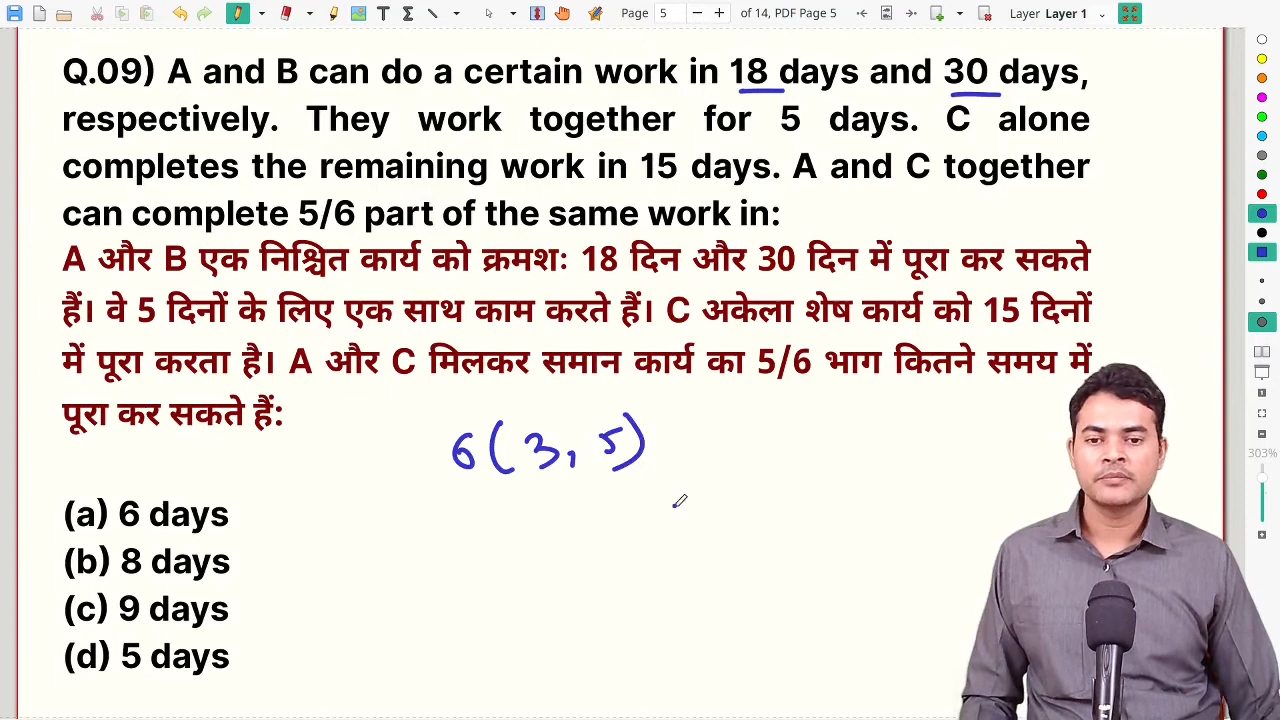 Page 5 of 14, PDF Page 5 Layer Layer 1
Q.09) A and B can do a certain work in 18 days and 30 days,
respectively. They work together for 5 days. C alone
completes the remaining work in 15 days. A and C together
can complete 5/6 part of the same work in:
A और B एक निश्चित कार्य को क्रमशः 18 दिन और 30 दिन में पूरा कर सकते
हैं। वे 5 दिनों के लिए एक साथ काम करते हैं। C अकेला शेष कार्य को 15 दिनों
में पूरा करता है। A और C मिलकर समान कार्य का 5/6 भाग कितने समय में
पूरा कर सकते हैं:
6(3, 5)
(a) 6 days
(b) 8 days
(c) 9 days
(d) 5 days
303%